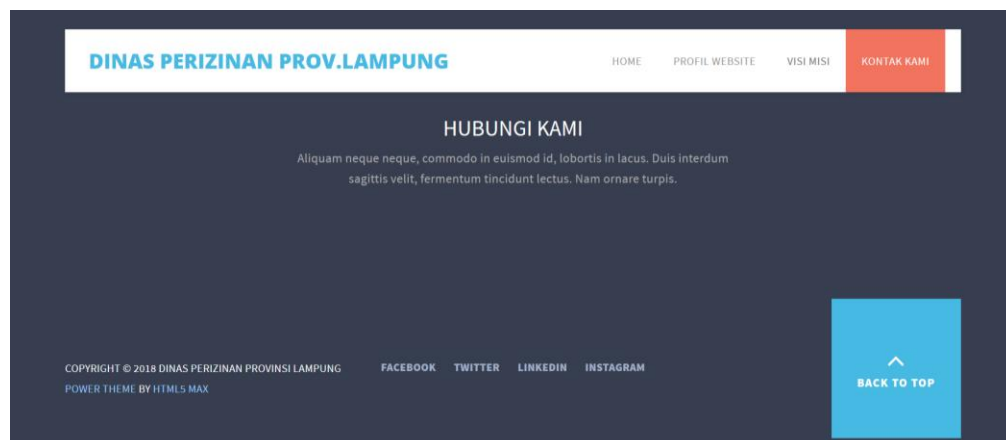 DINAS PERIZINAN PROV.LAMPUNG
HOME PROFIL WEBSITE VISI MISI KONTAK KAMI
HUBUNGI KAMI
Aliquam neque neque, commodo in euismod id, lobortis in lacus. Duis interdum
sagittis velit, fermentum tincidunt lectus. Nam ornare turpis.
COPYRIGHT © 2018 DINAS PERIZINAN PROVINSI LAMPUNG
POWER THEME BY HTML5 MAX
FACEBOOK TWITTER LINKEDIN INSTAGRAM
BACK TO TOP